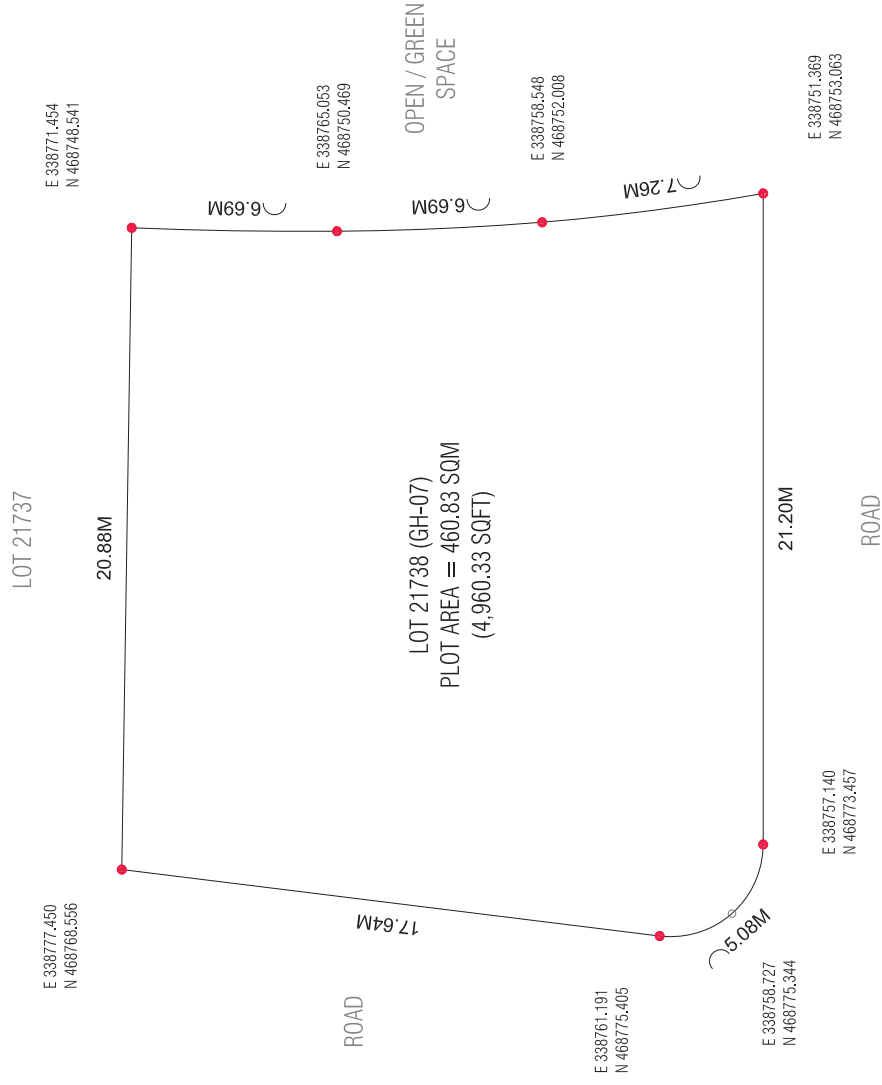 LOT 21737
E 338771.454
N 468748.541
OPEN / GREEN
SPACE
E 338765.053
N 468750.469
E 338758.548
N 468752.008
E 338751.369
N 468753.063
6.69M
6.69M
7.26M
20.88M
LOT 21738 (GH-07)
PLOT AREA = 460.83 SQM
(4,960.33 SQFT)
21.20M
ROAD
E 338777.450
N 468768.556
17.64M
ROAD
E 338761.191
N 468775.405
5.08M
E 338758.727
N 468775.344
E 338757.140
N 468773.457